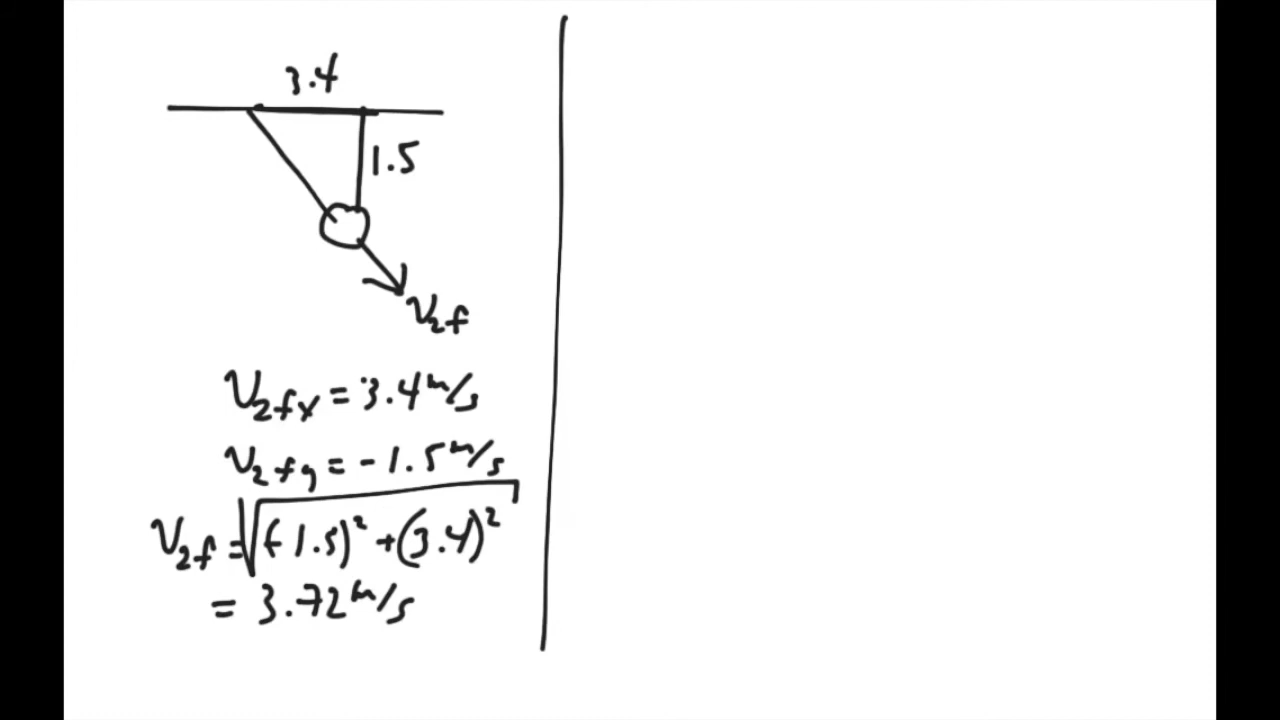 3.4
1.5
V₂f
V₂fx = 3.4 m/s
V₂fy = -1.5 m/s
V₂f = √((-1.5)² + (3.4)²)
= 3.72 m/s